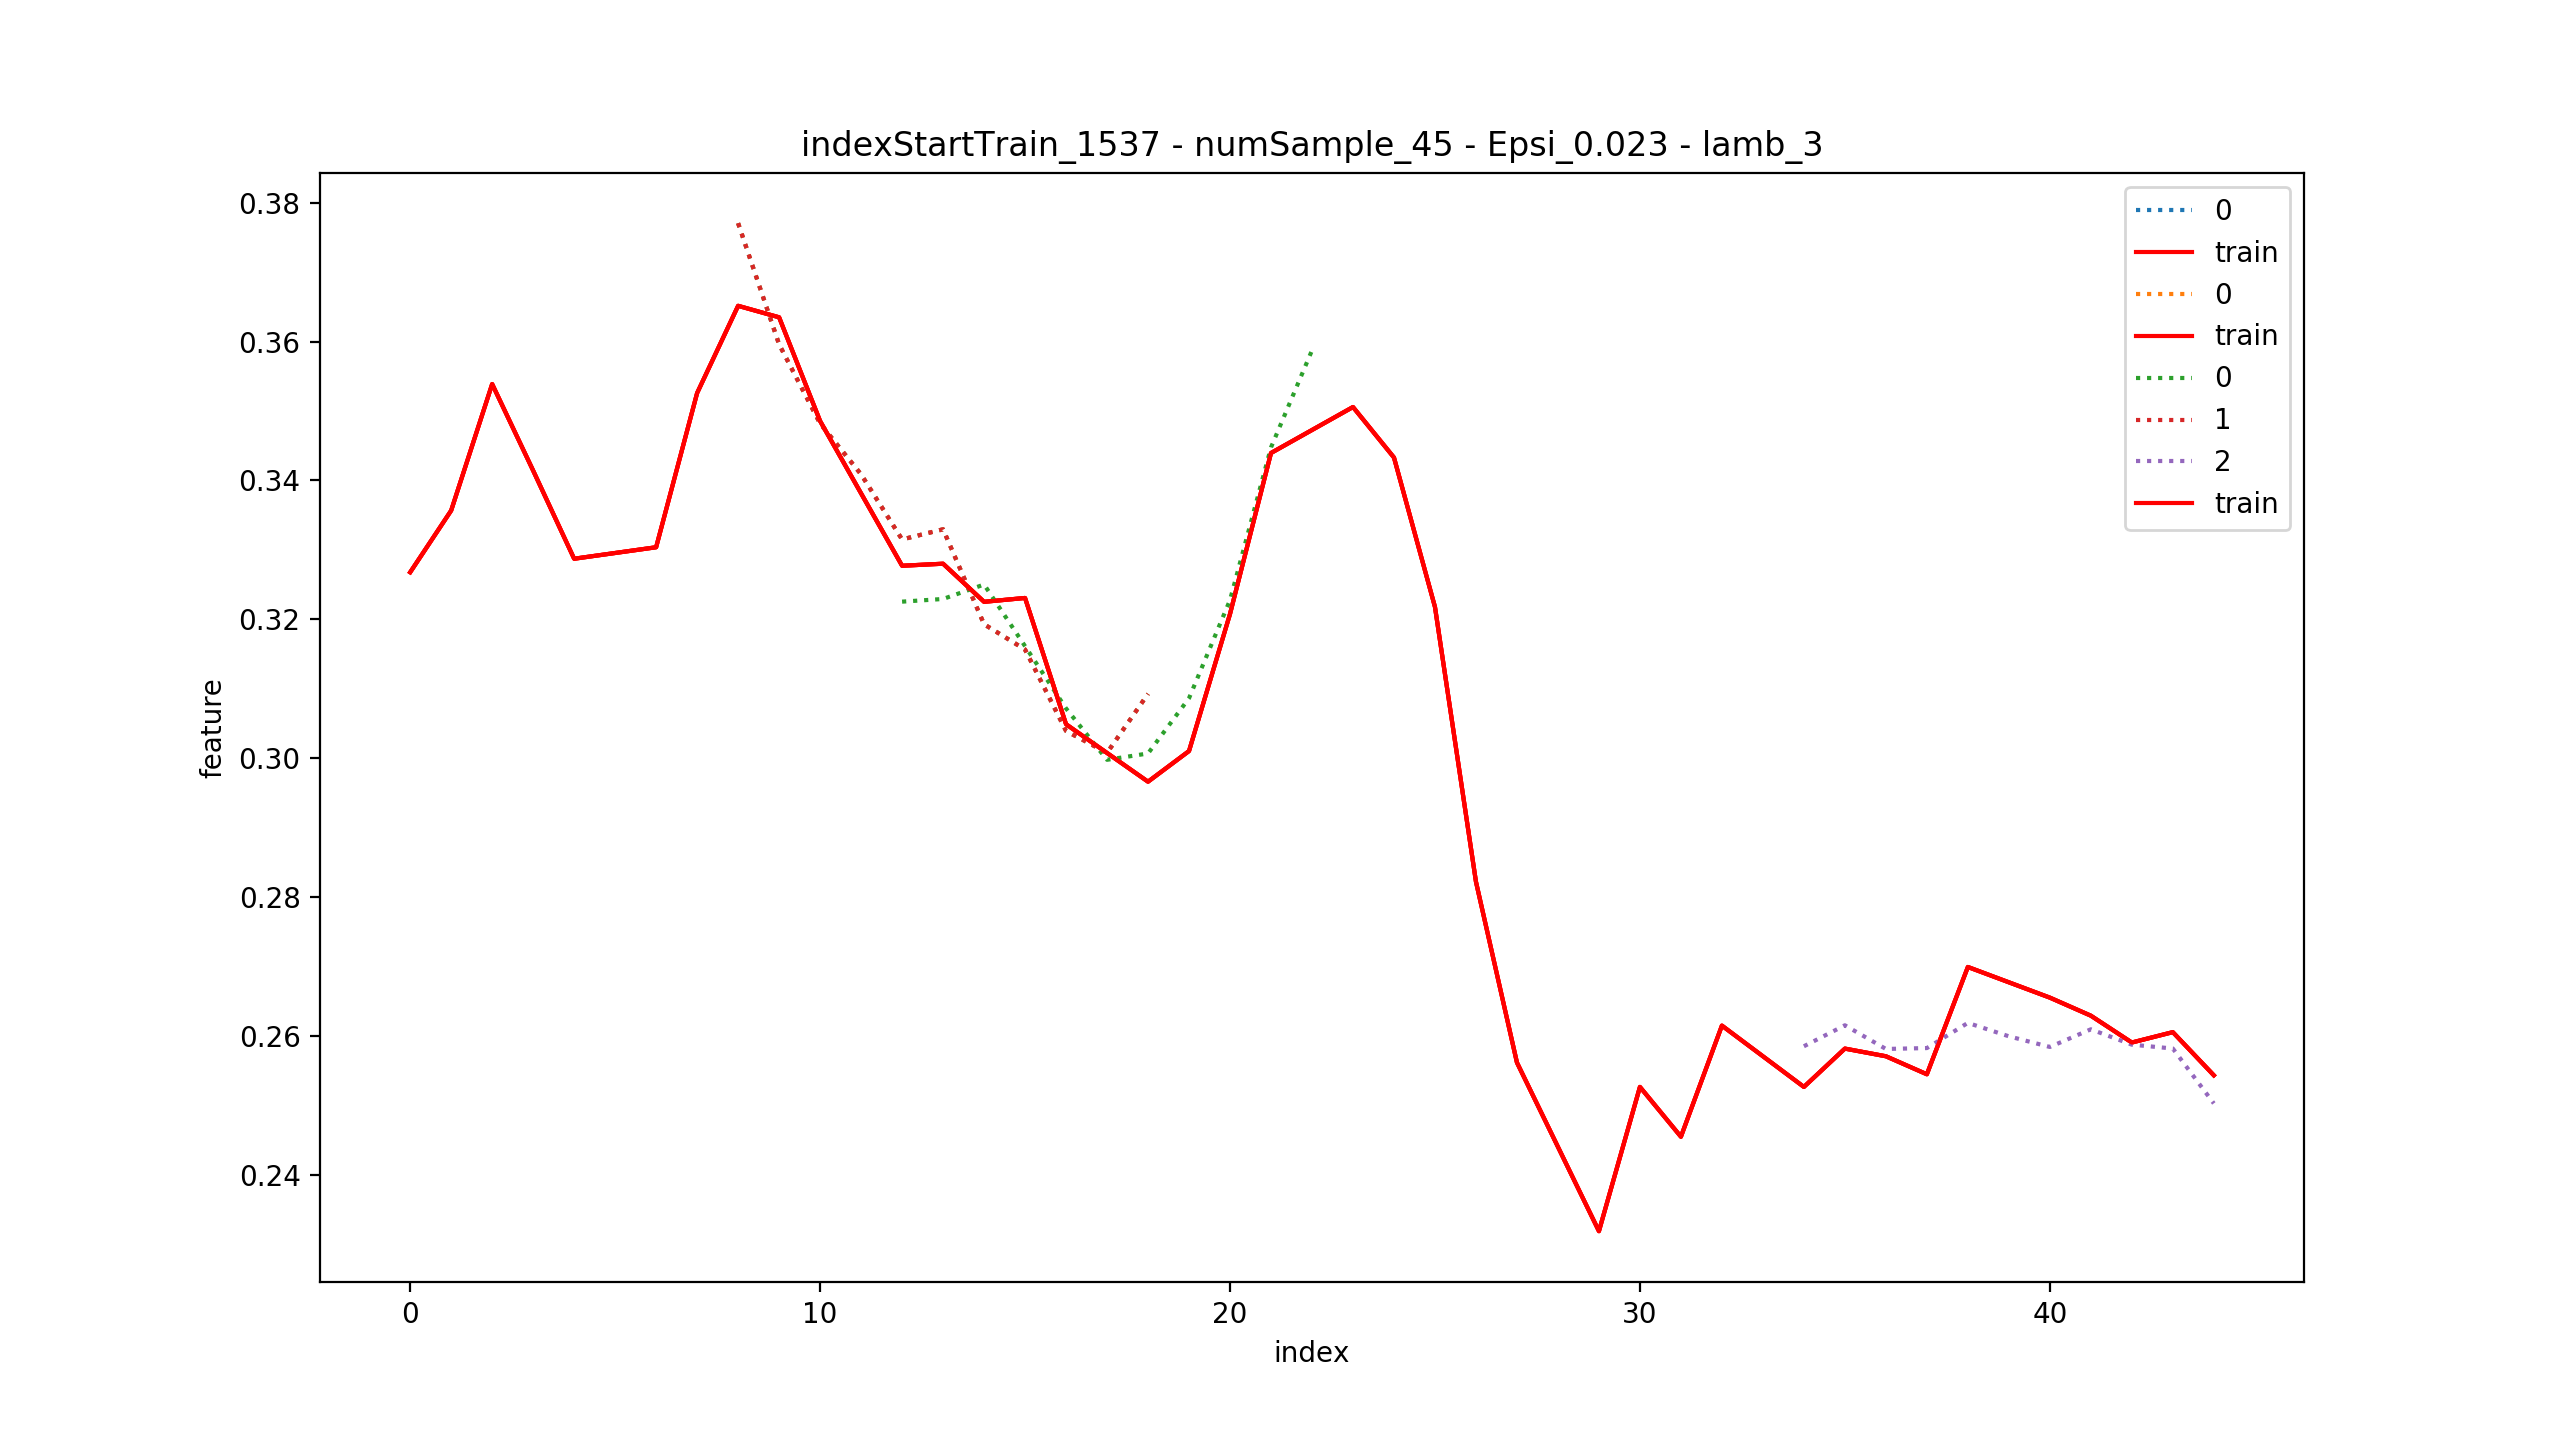 indexStartTrain_1537 - numSample_45 - Epsi_0.023 - lamb_3
0
train
0
train
0
1
2
train
0.38
0.36
0.34
0.32
0.30
0.28
0.26
0.24
feature
0 10 20 30 40
index